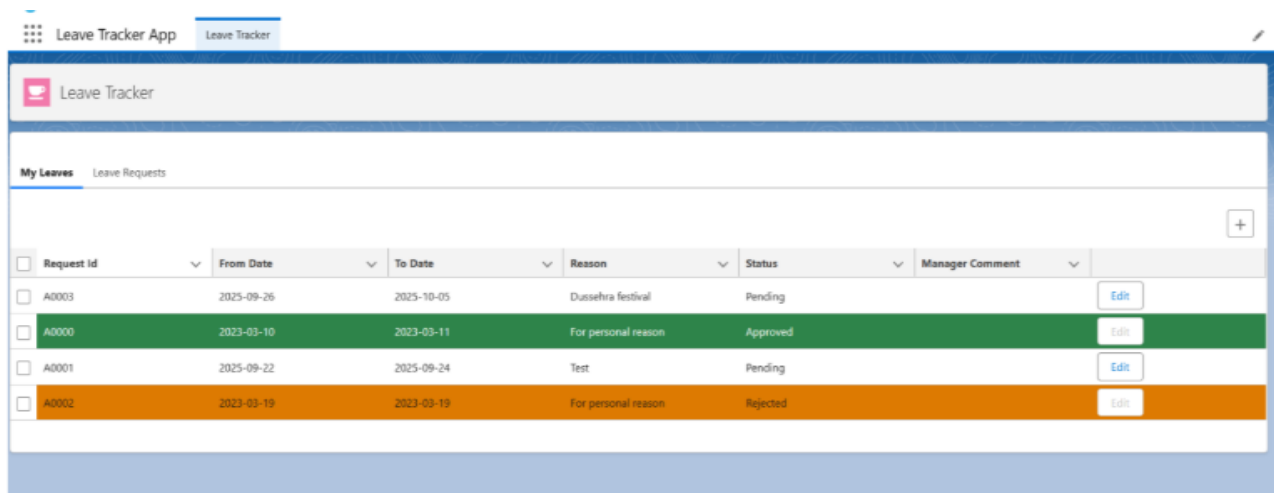 Leave Tracker App Leave Tracker
Leave Tracker
My Leaves Leave Requests
+
Request Id From Date To Date Reason Status Manager Comment
A0003 2025-09-26 2025-10-05 Dussehra festival Pending Edit
A0000 2023-03-10 2023-03-11 For personal reason Approved Edit
A0001 2025-09-22 2025-09-24 Test Pending Edit
A0002 2023-03-19 2023-03-19 For personal reason Rejected Edit